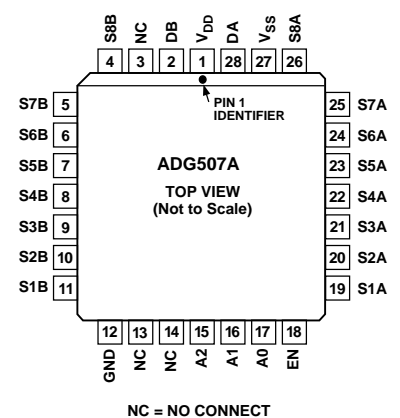 S8B NC DB VDD DA VSS S8A
4 3 2 1 28 27 26
PIN 1
IDENTIFIER
S7B 5 25 S7A
S6B 6 24 S6A
S5B 7 ADG507A 23 S5A
TOP VIEW
S4B 8 22 S4A
(Not to Scale)
S3B 9 21 S3A
S2B 10 20 S2A
S1B 11 19 S1A
12 13 14 15 16 17 18
GND NC NC A2 A1 A0 EN
NC = NO CONNECT